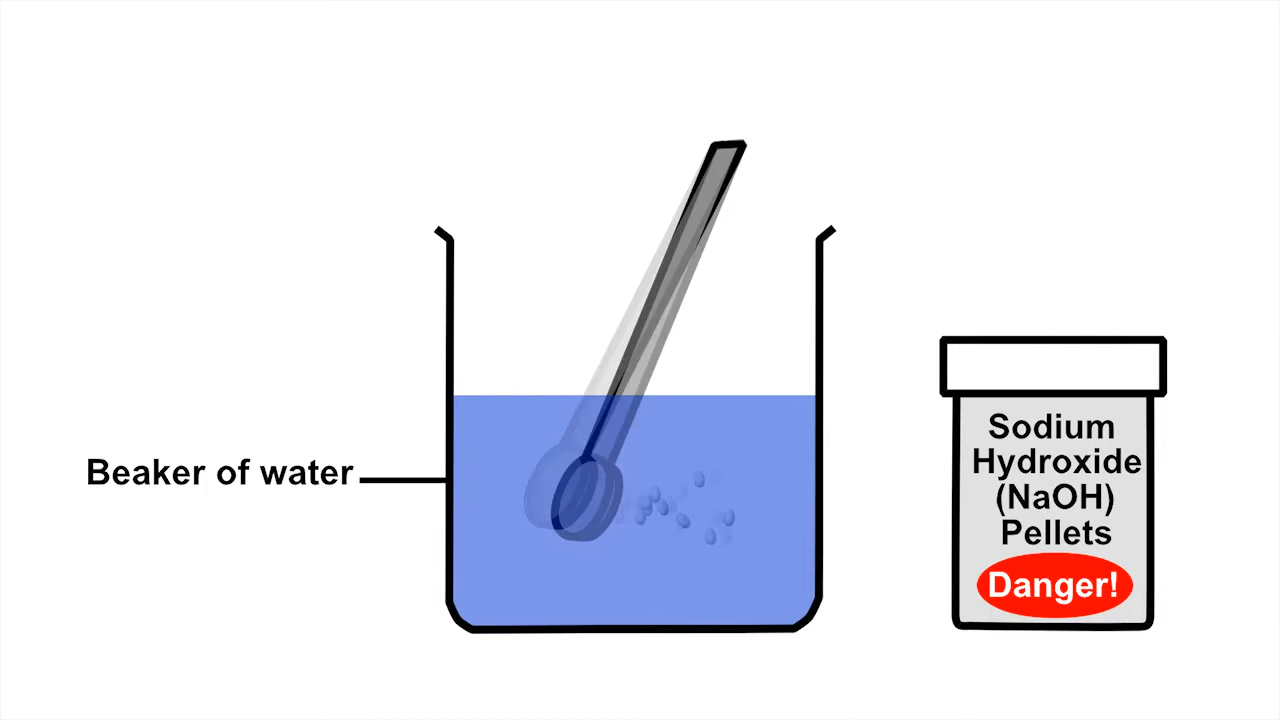 Beaker of water
Sodium
Hydroxide
(NaOH)
Pellets
Danger!